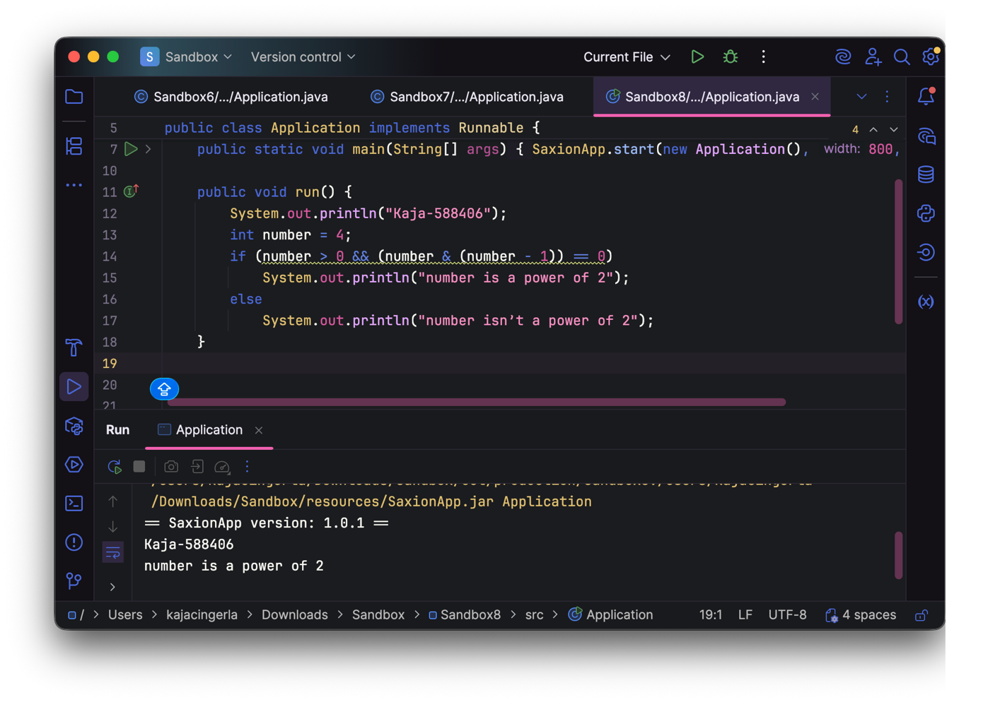 S Sandbox Version control Current File
Sandbox6/.../Application.java Sandbox7/.../Application.java Sandbox8/.../Application.java
5 public class Application implements Runnable { 4
7 public static void main(String[] args) { SaxionApp.start(new Application(), width: 800,
10
11 public void run() {
12 System.out.println("Kaja-588406");
13 int number = 4;
14 if (number > 0 && (number & (number - 1)) == 0)
15 System.out.println("number is a power of 2");
16 else
17 System.out.println("number isn’t a power of 2");
18 }
19
20
21
Run Application
/Downloads/Sandbox/resources/SaxionApp.jar Application
== SaxionApp version: 1.0.1 ==
Kaja-588406
number is a power of 2
/ > Users > kajacingerla > Downloads > Sandbox > Sandbox8 > src > Application 19:1 LF UTF-8 4 spaces